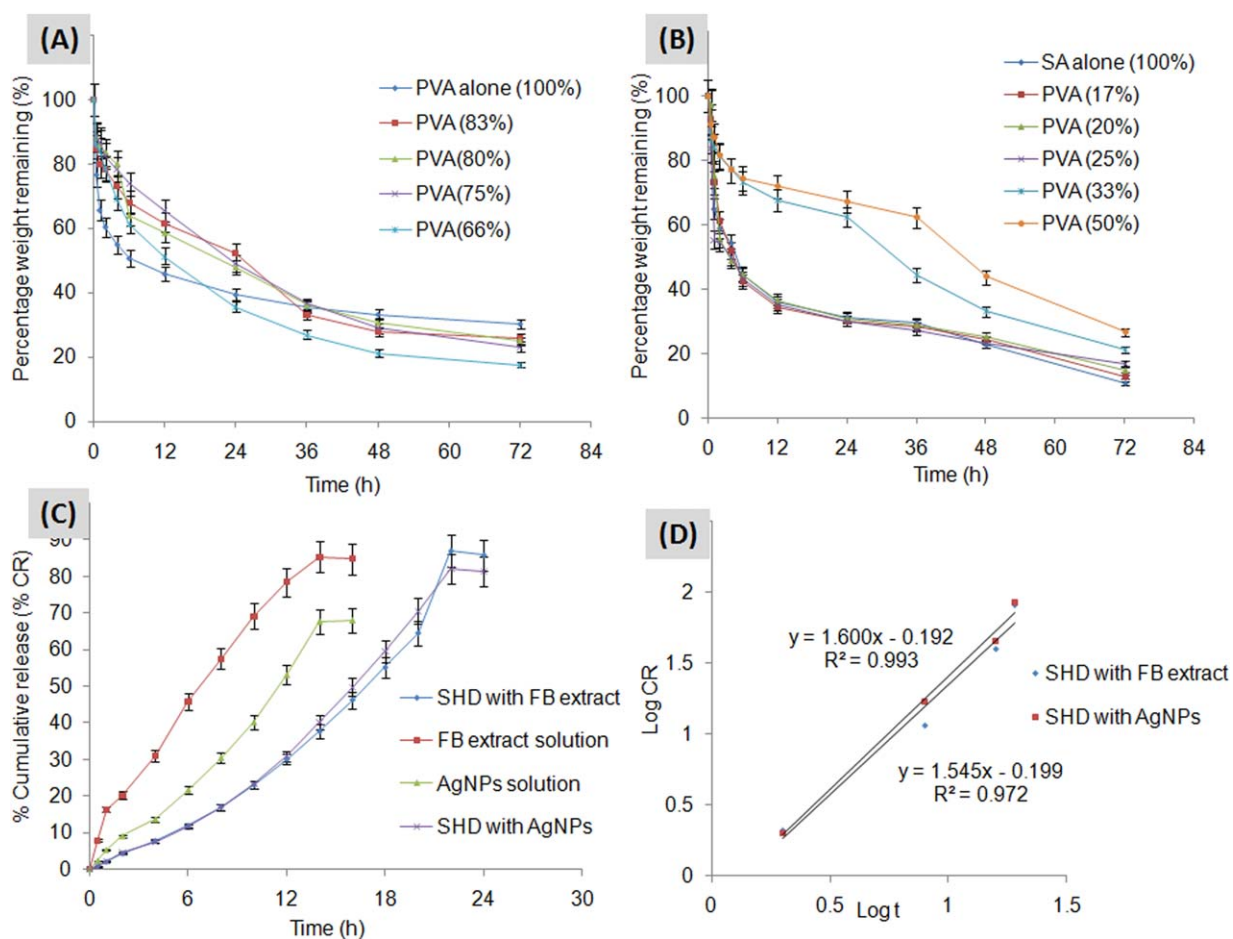 (A)
Percentage weight remaining (%)
100
80
60
40
20
0
PVA alone (100%)
PVA (83%)
PVA(80%)
PVA(75%)
PVA(66%)
0 12 24 36 48 60 72 84
Time (h)
(B)
Percentage weight remaining (%)
100
80
60
40
20
0
SA alone (100%)
PVA (17%)
PVA (20%)
PVA (25%)
PVA (33%)
PVA (50%)
0 12 24 36 48 60 72 84
Time (h)
(C)
% Cumulative release (% CR)
90
80
70
60
50
40
30
20
10
0
SHD with FB extract
FB extract solution
AgNPs solution
SHD with AgNPs
0 6 12 18 24 30
Time (h)
(D)
Log CR
2
1.5
1
0.5
0
y = 1.600x - 0.192
R² = 0.993
SHD with FB extract
SHD with AgNPs
y = 1.545x - 0.199
R² = 0.972
0 0.5 1 1.5
Log t